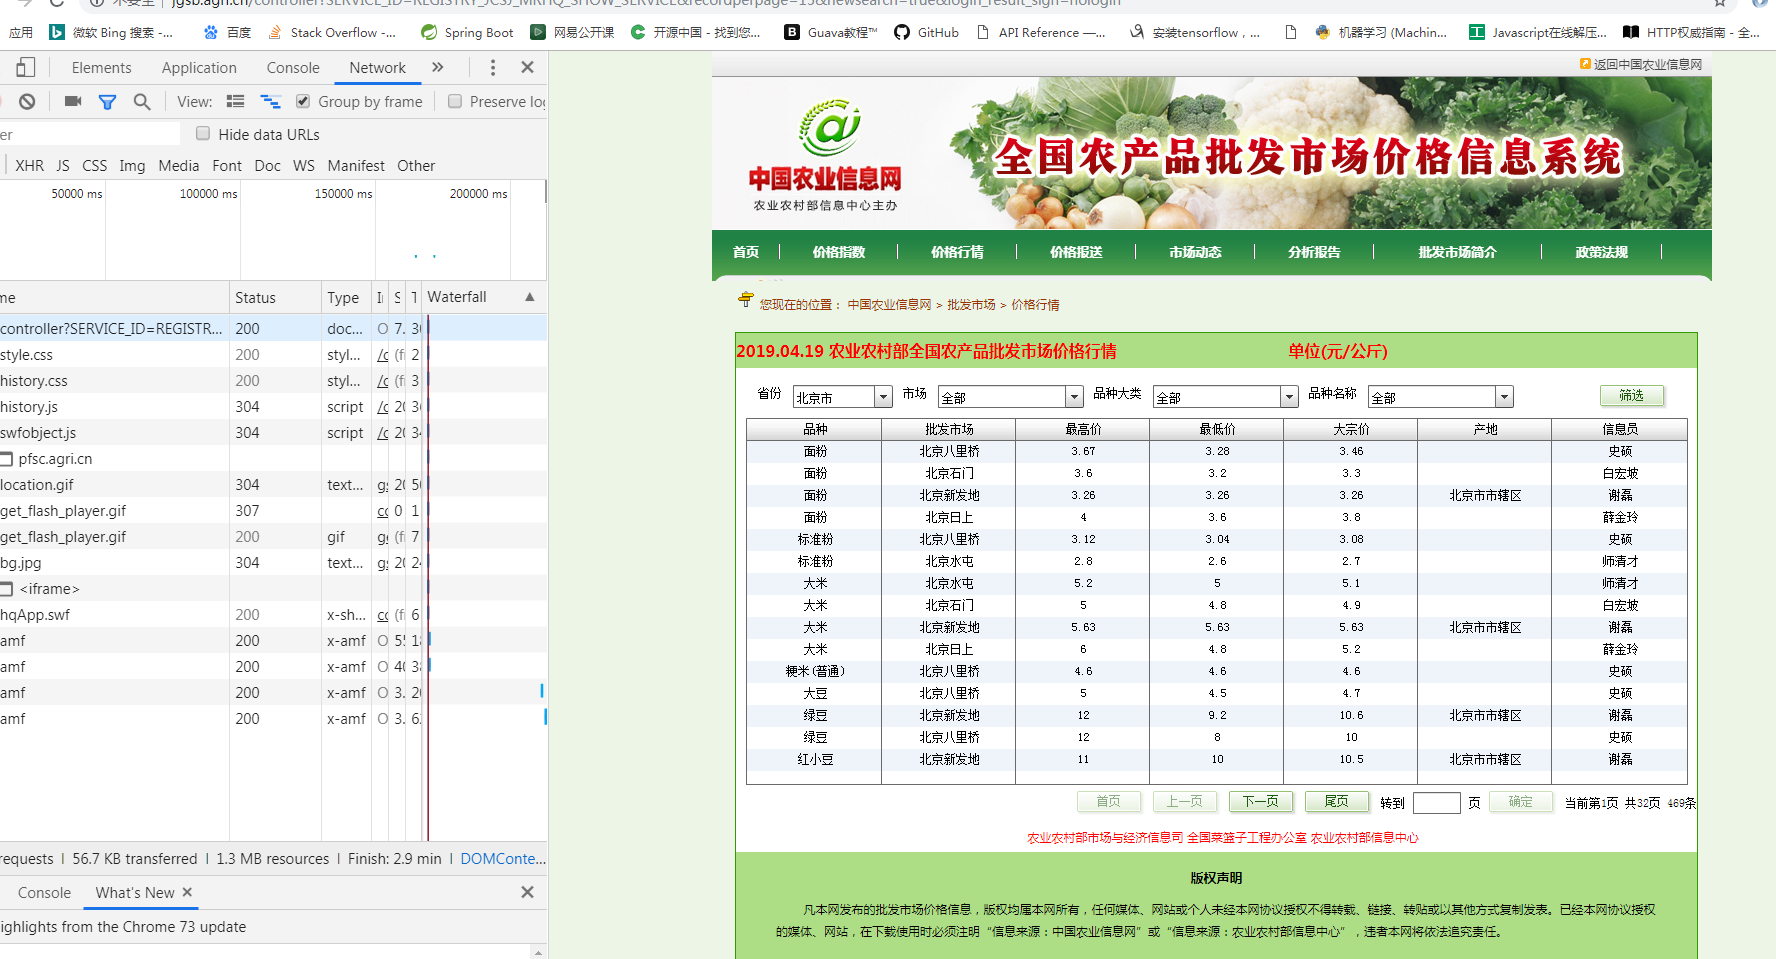 不安全 | jgsb.agri.cn/controller?SERVICE_ID=REGISTRY_JCSJ_MRHQ_SHOW_SERVICE&recordperpage=15&newsearch=true&login_result_sign=nologin
应用 微软 Bing 搜索 -... 百度 Stack Overflow -... Spring Boot 网易公开课 开源中国 - 找到您... Guava教程™ GitHub API Reference —... 安装tensorflow，... 机器学习 (Machin... Javascript在线解压... HTTP权威指南 - 全...
Elements Application Console Network »
View: Group by frame Preserve log
er Hide data URLs
XHR JS CSS Img Media Font Doc WS Manifest Other
50000 ms 100000 ms 150000 ms 200000 ms
me Status Type Waterfall
controller?SERVICE_ID=REGISTR... 200 doc...
style.css 200 styl...
history.css 200 styl...
history.js 304 script
swfobject.js 304 script
pfsc.agri.cn
location.gif 304 text...
get_flash_player.gif 307
get_flash_player.gif 200 gif
bg.jpg 304 text...
<iframe>
hqApp.swf 200 x-sh...
amf 200 x-amf
amf 200 x-amf
amf 200 x-amf
amf 200 x-amf
requests | 56.7 KB transferred | 1.3 MB resources | Finish: 2.9 min | DOMConte...
Console What's New ×
ighlights from the Chrome 73 update
返回中国农业信息网
中国农业信息网
农业农村部信息中心主办
全国农产品批发市场价格信息系统
首页 价格指数 价格行情 价格报送 市场动态 分析报告 批发市场简介 政策法规
您现在的位置： 中国农业信息网 > 批发市场 > 价格行情
2019.04.19 农业农村部全国农产品批发市场价格行情 单位(元/公斤)
省份 北京市 市场 全部 品种大类 全部 品种名称 全部 筛选
品种 批发市场 最高价 最低价 大宗价 产地 信息员
面粉 北京八里桥 3.67 3.28 3.46 史硕
面粉 北京石门 3.6 3.2 3.3 白宏坡
面粉 北京新发地 3.26 3.26 3.26 北京市市辖区 谢磊
面粉 北京日上 4 3.6 3.8 薛金玲
标准粉 北京八里桥 3.12 3.04 3.08 史硕
标准粉 北京水屯 2.8 2.6 2.7 师清才
大米 北京水屯 5.2 5 5.1 师清才
大米 北京石门 5 4.8 4.9 白宏坡
大米 北京新发地 5.63 5.63 5.63 北京市市辖区 谢磊
大米 北京日上 6 4.8 5.2 薛金玲
粳米(普通) 北京八里桥 4.6 4.6 4.6 史硕
大豆 北京八里桥 5 4.5 4.7 史硕
绿豆 北京新发地 12 9.2 10.6 北京市市辖区 谢磊
绿豆 北京八里桥 12 8 10 史硕
红小豆 北京新发地 11 10 10.5 北京市市辖区 谢磊
首页 上一页 下一页 尾页 转到 页 确定 当前第1页 共32页 469条
农业农村部市场与经济信息司 全国菜篮子工程办公室 农业农村部信息中心
版权声明
凡本网发布的批发市场价格信息，版权均属本网所有，任何媒体、网站或个人未经本网协议授权不得转载、链接、转贴或以其他方式复制发表。已经本网协议授权
的媒体、网站，在下载使用时必须注明“信息来源：中国农业信息网”或“信息来源：农业农村部信息中心”，违者本网将依法追究责任。